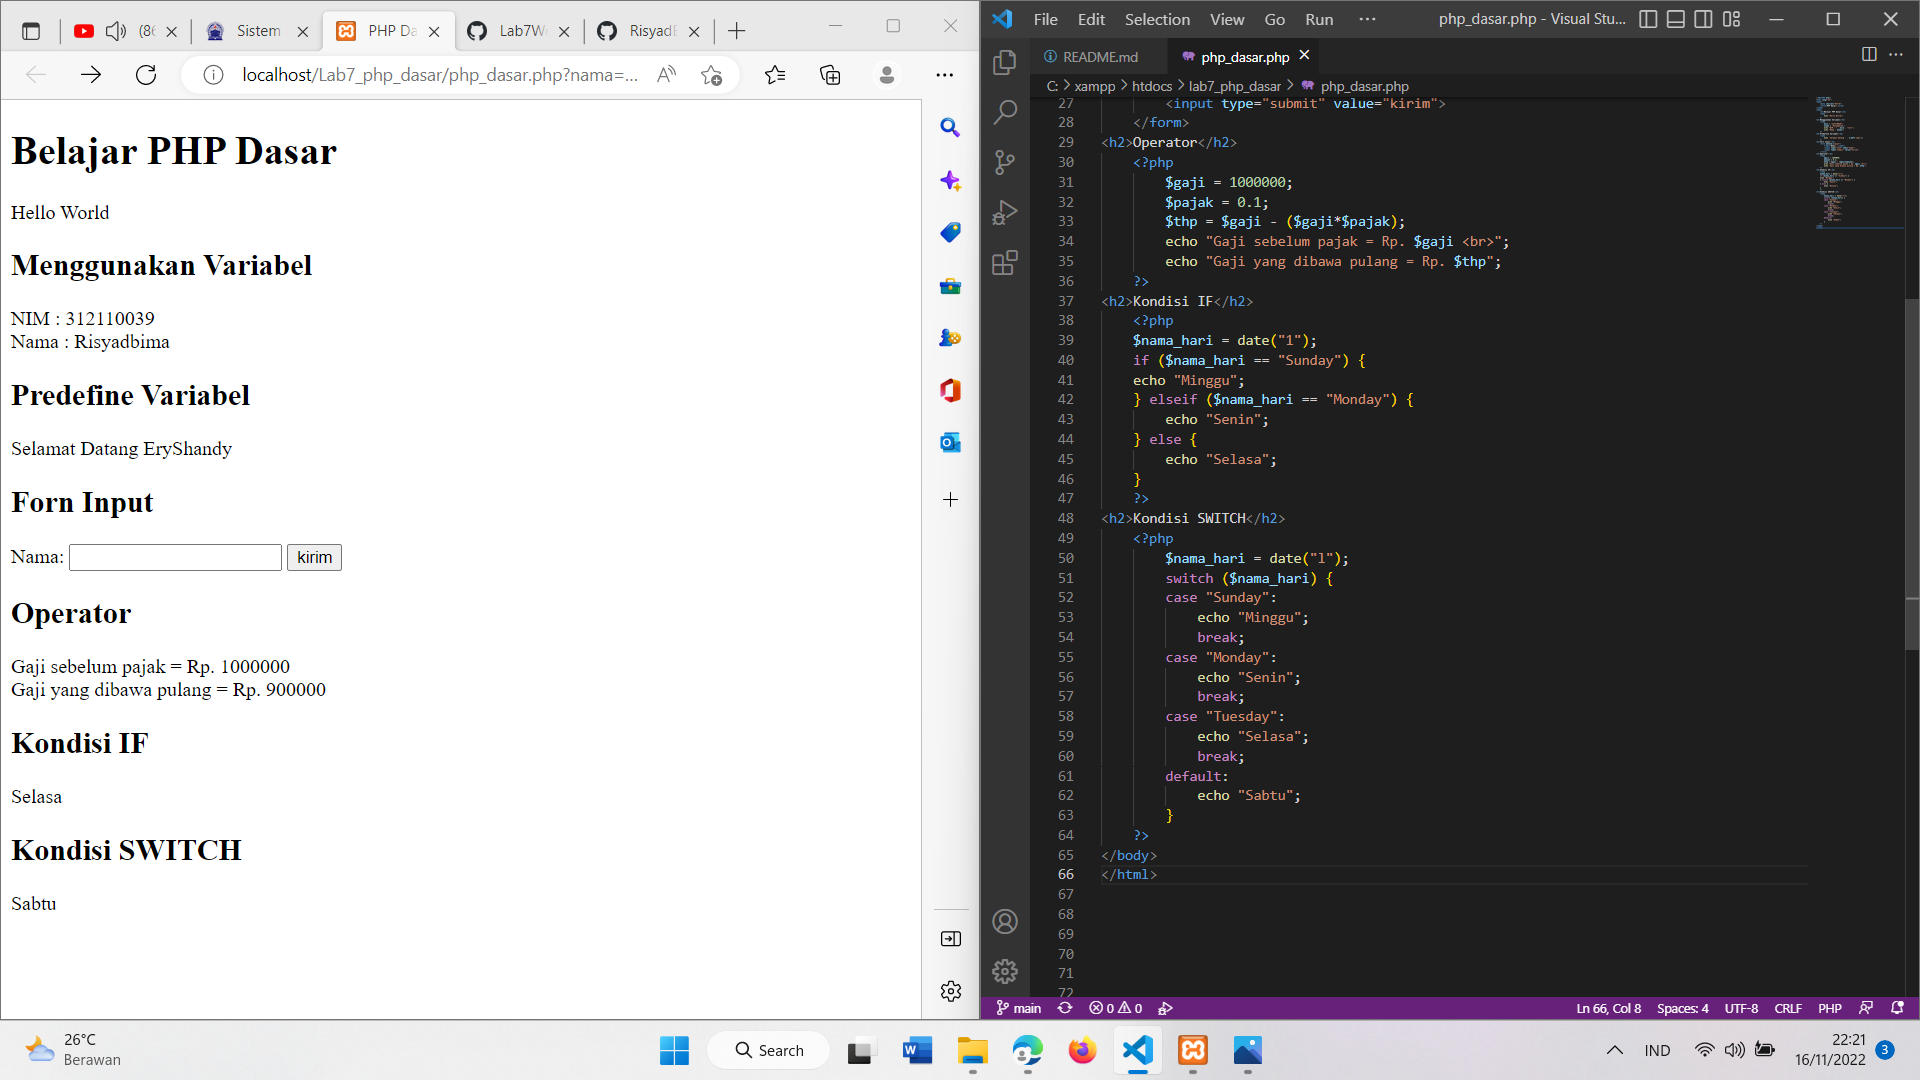 (86
Sistem
PHP Da
Lab7W
RisyadB
localhost/Lab7_php_dasar/php_dasar.php?nama=...
Belajar PHP Dasar
Hello World
Menggunakan Variabel
NIM : 312110039
Nama : Risyadbima
Predefine Variabel
Selamat Datang EryShandy
Forn Input
Nama:
kirim
Operator
Gaji sebelum pajak = Rp. 1000000
Gaji yang dibawa pulang = Rp. 900000
Kondisi IF
Selasa
Kondisi SWITCH
Sabtu
File Edit Selection View Go Run ··· php_dasar.php - Visual Stu...
README.md php_dasar.php
C: > xampp > htdocs > lab7_php_dasar > php_dasar.php
27 <input type="submit" value="kirim">
28 </form>
29 <h2>Operator</h2>
30 <?php
31 $gaji = 1000000;
32 $pajak = 0.1;
33 $thp = $gaji - ($gaji*$pajak);
34 echo "Gaji sebelum pajak = Rp. $gaji <br>";
35 echo "Gaji yang dibawa pulang = Rp. $thp";
36 ?>
37 <h2>Kondisi IF</h2>
38 <?php
39 $nama_hari = date("1");
40 if ($nama_hari == "Sunday") {
41 echo "Minggu";
42 } elseif ($nama_hari == "Monday") {
43 echo "Senin";
44 } else {
45 echo "Selasa";
46 }
47 ?>
48 <h2>Kondisi SWITCH</h2>
49 <?php
50 $nama_hari = date("l");
51 switch ($nama_hari) {
52 case "Sunday":
53 echo "Minggu";
54 break;
55 case "Monday":
56 echo "Senin";
57 break;
58 case "Tuesday":
59 echo "Selasa";
60 break;
61 default:
62 echo "Sabtu";
63 }
64 ?>
65 </body>
66 </html>
67
68
69
70
71
72
main 0 0 Ln 66, Col 8 Spaces: 4 UTF-8 CRLF PHP
26°C
Berawan
Search
IND
22:21
16/11/2022
3